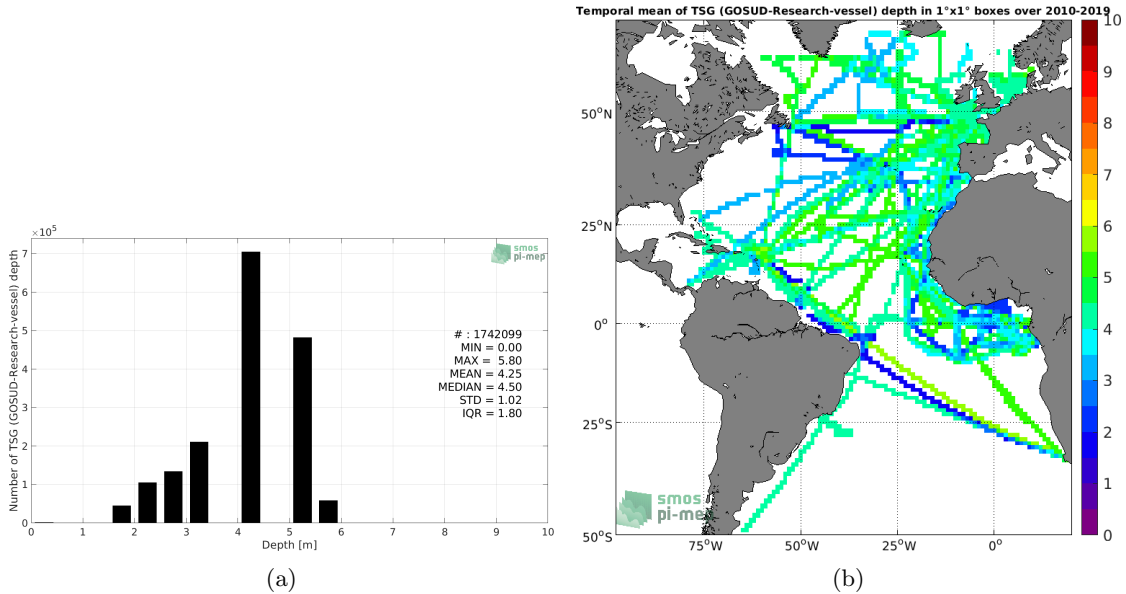 Temporal mean of TSG (GOSUD-Research-vessel) depth in 1°x1° boxes over 2010-2019
×10⁵
Number of TSG (GOSUD-Research-vessel) depth
7
6
5
4
3
2
1
0
smos
pi-mep
# : 1742099
MIN = 0.00
MAX = 5.80
MEAN = 4.25
MEDIAN = 4.50
STD = 1.02
IQR = 1.80
0 1 2 3 4 5 6 7 8 9 10
Depth [m]
(a)
50°N
25°N
0°
25°S
50°S
75°W 50°W 25°W 0°
smos
pi-mep
10
9
8
7
6
5
4
3
2
1
0
(b)